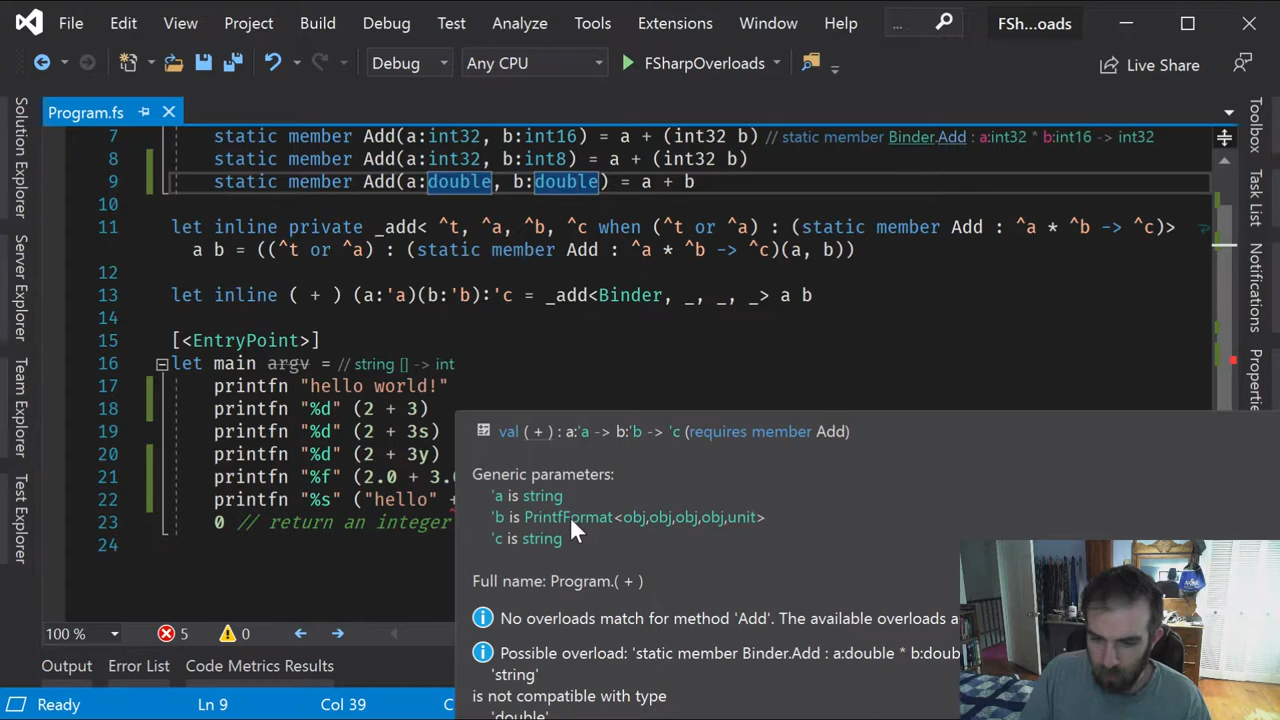 File Edit View Project Build Debug Test Analyze Tools Extensions Window Help ... FSh...oads
Debug Any CPU FSharpOverloads Live Share
Program.fs
7 static member Add(a:int32, b:int16) = a + (int32 b) // static member Binder.Add : a:int32 * b:int16 -> int32
8 static member Add(a:int32, b:int8) = a + (int32 b)
9 static member Add(a:double, b:double) = a + b
10
11 let inline private _add< ^t, ^a, ^b, ^c when (^t or ^a) : (static member Add : ^a * ^b -> ^c)>
a b = ((^t or ^a) : (static member Add : ^a * ^b -> ^c)(a, b))
12
13 let inline ( + ) (a:'a)(b:'b):'c = _add<Binder, _, _, _> a b
14
15 [<EntryPoint>]
16 let main argv = // string [] -> int
17 printfn "hello world!"
18 printfn "%d" (2 + 3)
19 printfn "%d" (2 + 3s)
20 printfn "%d" (2 + 3y)
21 printfn "%f" (2.0 + 3.
22 printfn "%s" ("hello" +
23 0 // return an integer
24
val ( + ) : a:'a -> b:'b -> 'c (requires member Add)
Generic parameters:
'a is string
'b is PrintfFormat<obj,obj,obj,obj,unit>
'c is string
Full name: Program.( + )
No overloads match for method 'Add'. The available overloads a
Possible overload: 'static member Binder.Add : a:double * b:doub
'string'
is not compatible with type
'double'
Solution Explorer
Server Explorer
Team Explorer
Test Explorer
Toolbox
Task List
Notifications
Properties
100 % 5 0
Output Error List Code Metrics Results
Ready Ln 9 Col 39